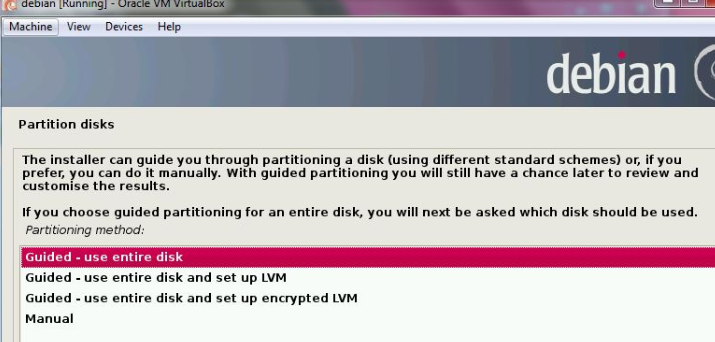 debian [Running] - Oracle VM VirtualBox
Machine View Devices Help
debian
Partition disks
The installer can guide you through partitioning a disk (using different standard schemes) or, if you
prefer, you can do it manually. With guided partitioning you will still have a chance later to review and
customise the results.
If you choose guided partitioning for an entire disk, you will next be asked which disk should be used.
Partitioning method:
Guided - use entire disk
Guided - use entire disk and set up LVM
Guided - use entire disk and set up encrypted LVM
Manual